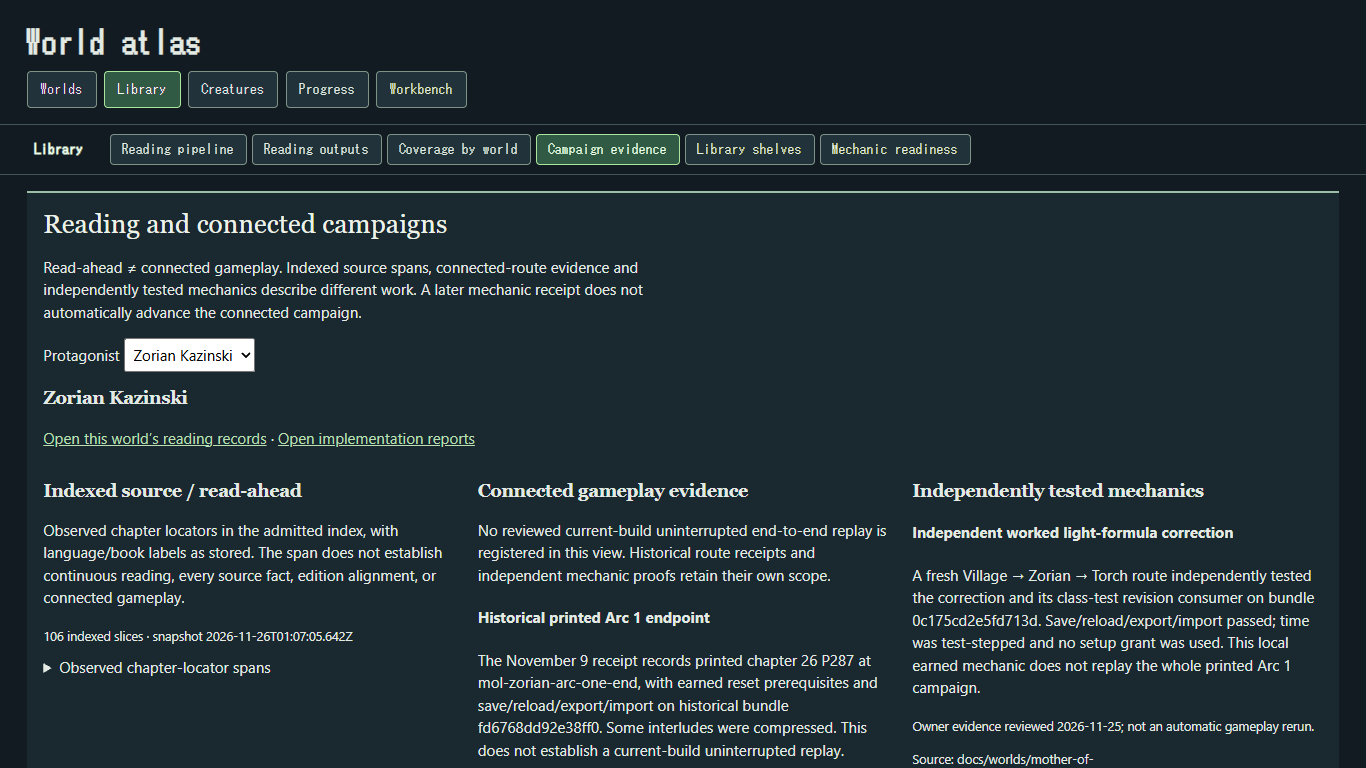 World atlas
Worlds
Library
Creatures
Progress
Workbench
Library
Reading pipeline
Reading outputs
Coverage by world
Campaign evidence
Library shelves
Mechanic readiness
Reading and connected campaigns
Read-ahead ≠ connected gameplay. Indexed source spans, connected-route evidence and
independently tested mechanics describe different work. A later mechanic receipt does not
automatically advance the connected campaign.
Protagonist Zorian Kazinski
Zorian Kazinski
Open this world's reading records · Open implementation reports
Indexed source / read-ahead
Observed chapter locators in the admitted index, with
language/book labels as stored. The span does not establish
continuous reading, every source fact, edition alignment, or
connected gameplay.
106 indexed slices · snapshot 2026-11-26T01:07:05.642Z
▶ Observed chapter-locator spans
Connected gameplay evidence
No reviewed current-build uninterrupted end-to-end replay is
registered in this view. Historical route receipts and
independent mechanic proofs retain their own scope.
Historical printed Arc 1 endpoint
The November 9 receipt records printed chapter 26 P287 at
mol-zorian-arc-one-end, with earned reset prerequisites and
save/reload/export/import on historical bundle
fd6768dd92e38ff0. Some interludes were compressed. This
does not establish a current-build uninterrupted replay.
Independently tested mechanics
Independent worked light-formula correction
A fresh Village → Zorian → Torch route independently tested
the correction and its class-test revision consumer on bundle
0c175cd2e5fd713d. Save/reload/export/import passed; time
was test-stepped and no setup grant was used. This local
earned mechanic does not replay the whole printed Arc 1
campaign.
Owner evidence reviewed 2026-11-25; not an automatic gameplay rerun.
Source: docs/worlds/mother-of-